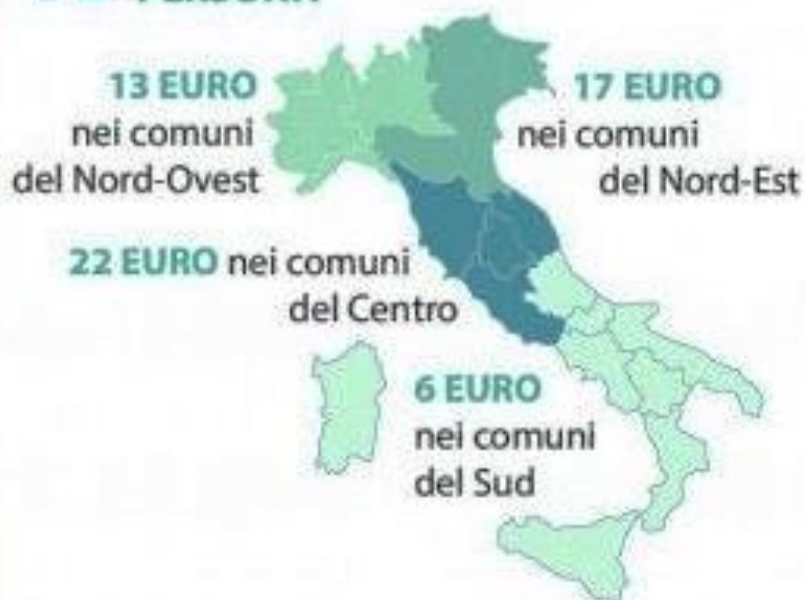 13 EURO
nei comuni
del Nord-Ovest
17 EURO
nei comuni
del Nord-Est
22 EURO nei comuni
del Centro
6 EURO
nei comuni
del Sud